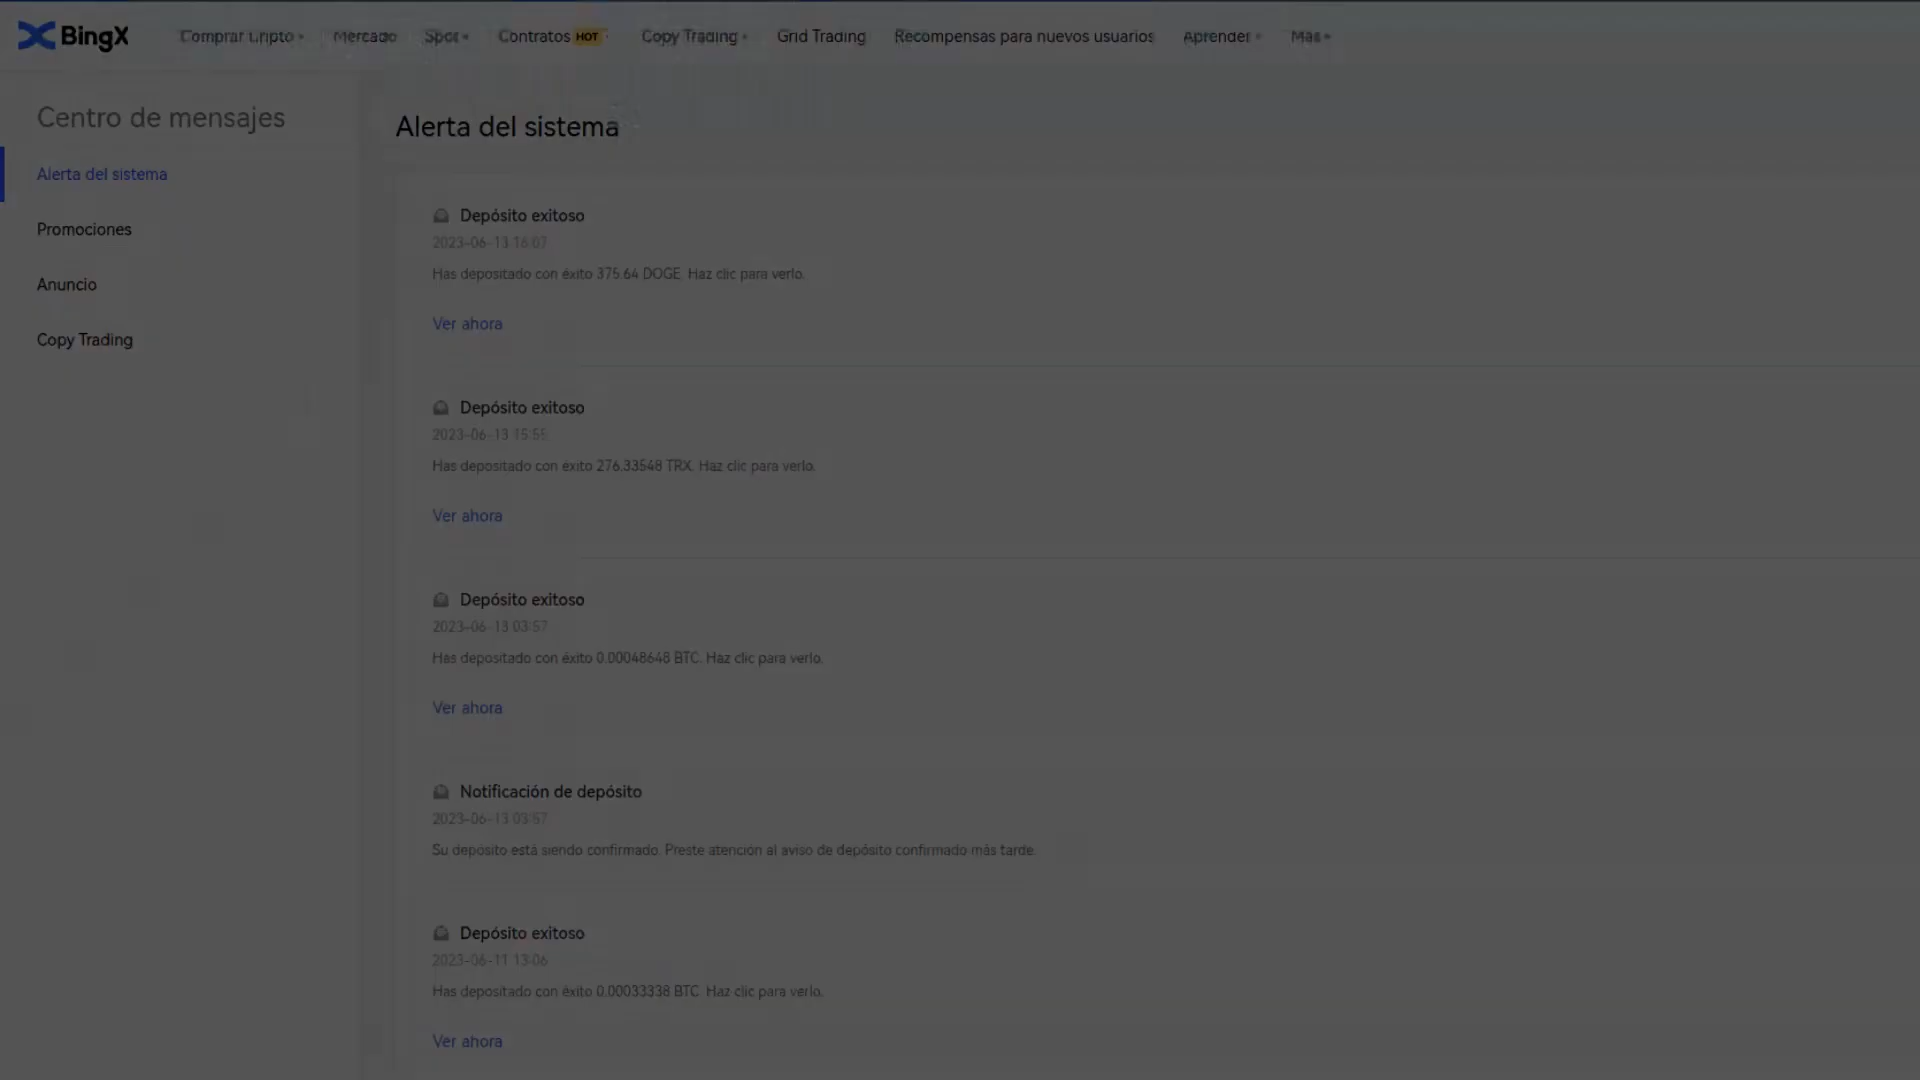 BingX
Comprar Cripto Mercado Spot Contratos HOT Copy Trading Grid Trading Recompensas para nuevos usuarios Aprender Más
Centro de mensajes
Alerta del sistema
Promociones
Anuncio
Copy Trading
Alerta del sistema
Depósito exitoso
2023-06-13 16:07
Has depositado con éxito 375.64 DOGE. Haz clic para verlo.
Ver ahora
Depósito exitoso
2023-06-13 15:55
Has depositado con éxito 276.33548 TRX. Haz clic para verlo.
Ver ahora
Depósito exitoso
2023-06-13 03:57
Has depositado con éxito 0.00048648 BTC. Haz clic para verlo.
Ver ahora
Notificación de depósito
2023-06-13 03:57
Su depósito está siendo confirmado. Preste atención al aviso de depósito confirmado más tarde.
Depósito exitoso
2023-06-11 13:06
Has depositado con éxito 0.00033338 BTC. Haz clic para verlo.
Ver ahora